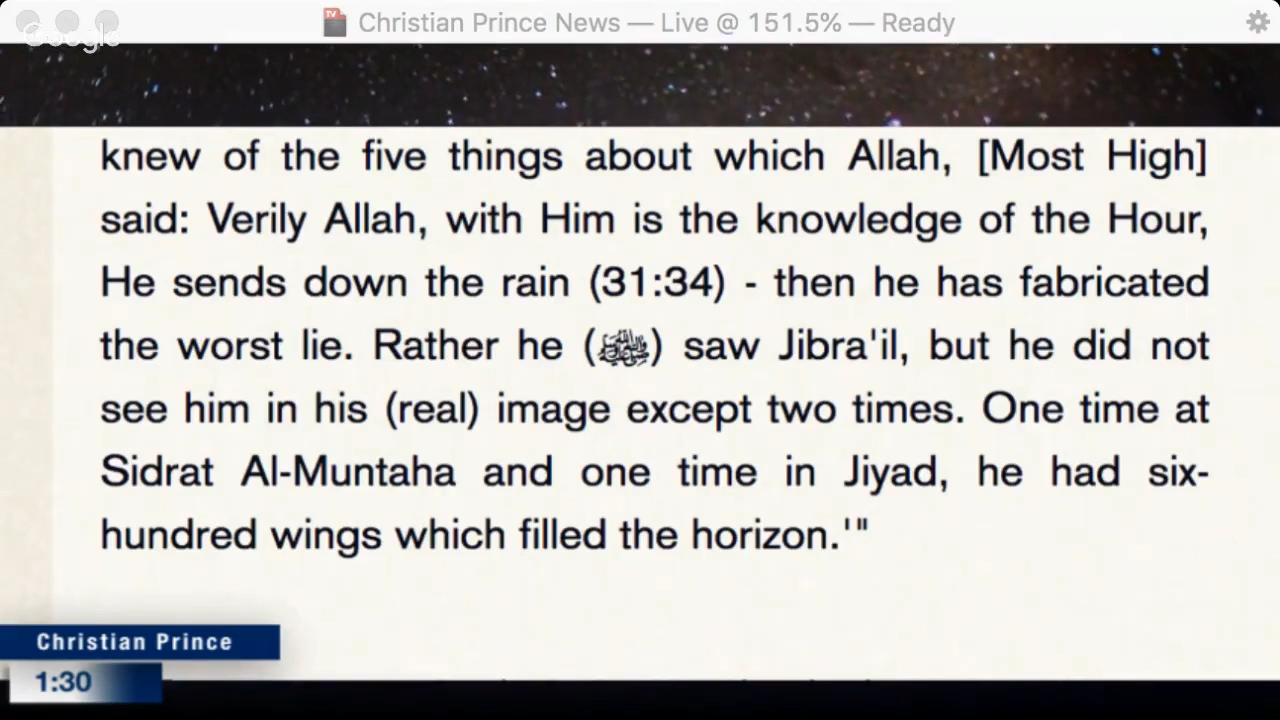 Christian Prince News — Live @ 151.5% — Ready
Google
knew of the five things about which Allah, [Most High]
said: Verily Allah, with Him is the knowledge of the Hour,
He sends down the rain (31:34) - then he has fabricated
the worst lie. Rather he (ﷺ) saw Jibra'il, but he did not
see him in his (real) image except two times. One time at
Sidrat Al-Muntaha and one time in Jiyad, he had six-
hundred wings which filled the horizon.'"
Christian Prince
1:30